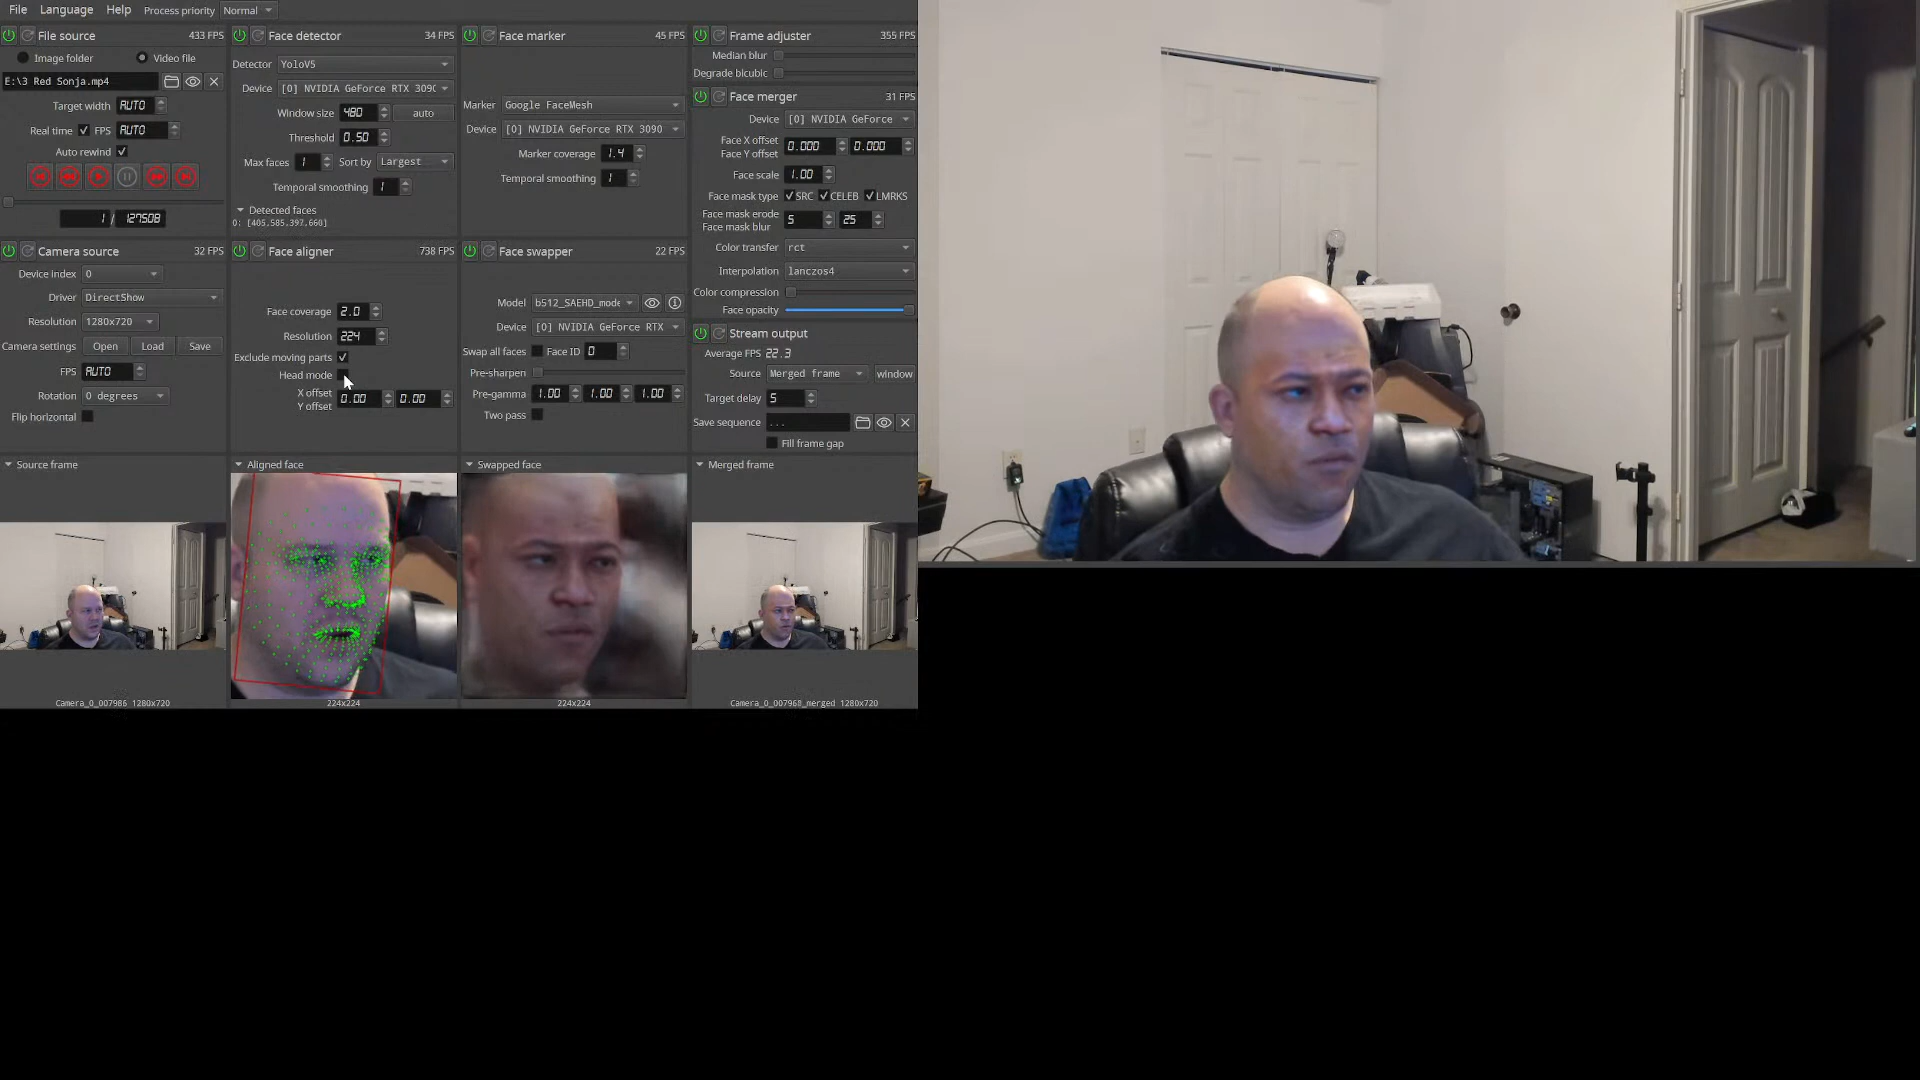 File Language Help Process priority Normal
File source 433 FPS
Image folder Video file
E:\3 Red Sonja.mp4
Target width AUTO
Real time FPS AUTO
Auto rewind
1 / 127508
Camera source 32 FPS
Device index 0
Driver DirectShow
Resolution 1280x720
Camera settings Open Load Save
FPS AUTO
Rotation 0 degrees
Flip horizontal
Source frame
Camera_0_007986 1280x720
Face detector 34 FPS
Detector YoloV5
Device [0] NVIDIA GeForce RTX 309(
Window size 480 auto
Threshold 0.50
Max faces 1 Sort by Largest
Temporal smoothing 1
Detected faces
0: [405,585,397,660]
Face aligner 738 FPS
Face coverage 2.0
Resolution 224
Exclude moving parts
Head mode
X offset
Y offset
0.00 0.00
Aligned face
224x224
Face marker 45 FPS
Marker Google FaceMesh
Device [0] NVIDIA GeForce RTX 3090
Marker coverage 1.4
Temporal smoothing 1
Face swapper 22 FPS
Model b512_SAEHD_mode
Device [0] NVIDIA GeForce RTX
Swap all faces Face ID 0
Pre-sharpen
Pre-gamma 1.00 1.00 1.00
Two pass
Swapped face
224x224
Frame adjuster 355 FPS
Median blur
Degrade bicubic
Face merger 31 FPS
Device [0] NVIDIA GeForce
Face X offset
Face Y offset
0.000 0.000
Face scale 1.00
Face mask type SRC CELEB LMRKS
Face mask erode
Face mask blur
5 25
Color transfer rct
Interpolation lanczos4
Color compression
Face opacity
Stream output
Average FPS 22.3
Source Merged frame window
Target delay 5
Save sequence ...
Fill frame gap
Merged frame
Camera_0_007968_merged 1280x720